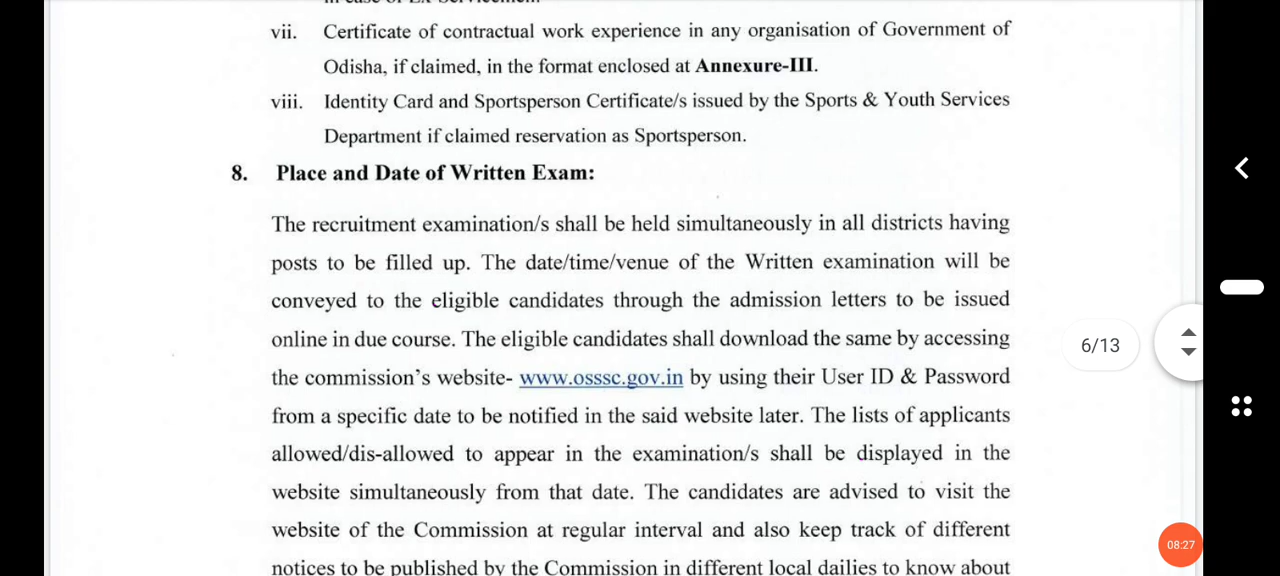 in case of Ex-Servicemen
vii. Certificate of contractual work experience in any organisation of Government of
Odisha, if claimed, in the format enclosed at Annexure-III.
viii. Identity Card and Sportsperson Certificate/s issued by the Sports & Youth Services
Department if claimed reservation as Sportsperson.
8. Place and Date of Written Exam:
The recruitment examination/s shall be held simultaneously in all districts having
posts to be filled up. The date/time/venue of the Written examination will be
conveyed to the eligible candidates through the admission letters to be issued
online in due course. The eligible candidates shall download the same by accessing
the commission's website- www.osssc.gov.in by using their User ID & Password
from a specific date to be notified in the said website later. The lists of applicants
allowed/dis-allowed to appear in the examination/s shall be displayed in the
website simultaneously from that date. The candidates are advised to visit the
website of the Commission at regular interval and also keep track of different
notices to be published by the Commission in different local dailies to know about
6/13
08:27